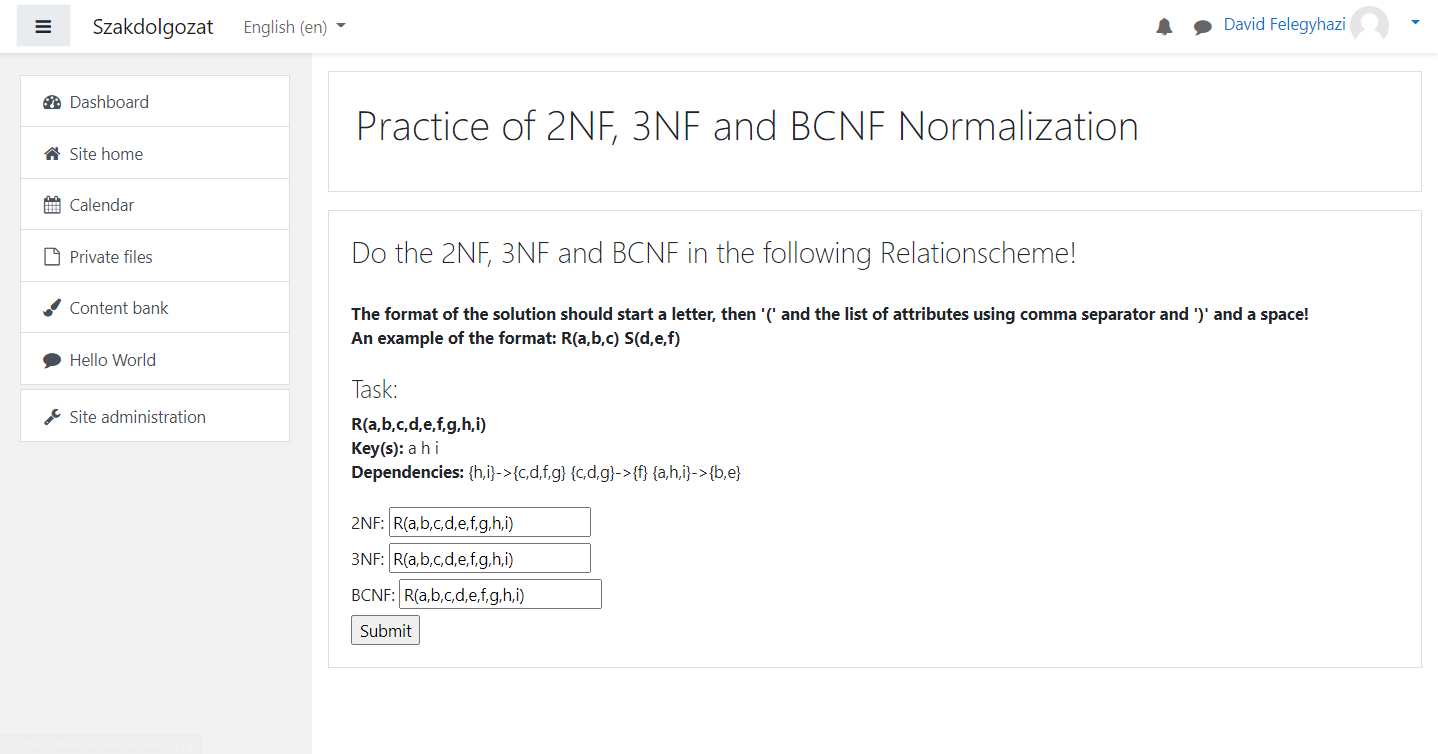 Szakdolgozat English (en) David Felegyhazi
Dashboard
Site home
Calendar
Private files
Content bank
Hello World
Site administration
Practice of 2NF, 3NF and BCNF Normalization
Do the 2NF, 3NF and BCNF in the following Relationscheme!
The format of the solution should start a letter, then '(' and the list of attributes using comma separator and ')' and a space!
An example of the format: R(a,b,c) S(d,e,f)
Task:
R(a,b,c,d,e,f,g,h,i)
Key(s): a h i
Dependencies: {h,i}->{c,d,f,g} {c,d,g}->{f} {a,h,i}->{b,e}
2NF: R(a,b,c,d,e,f,g,h,i)
3NF: R(a,b,c,d,e,f,g,h,i)
BCNF: R(a,b,c,d,e,f,g,h,i)
Submit